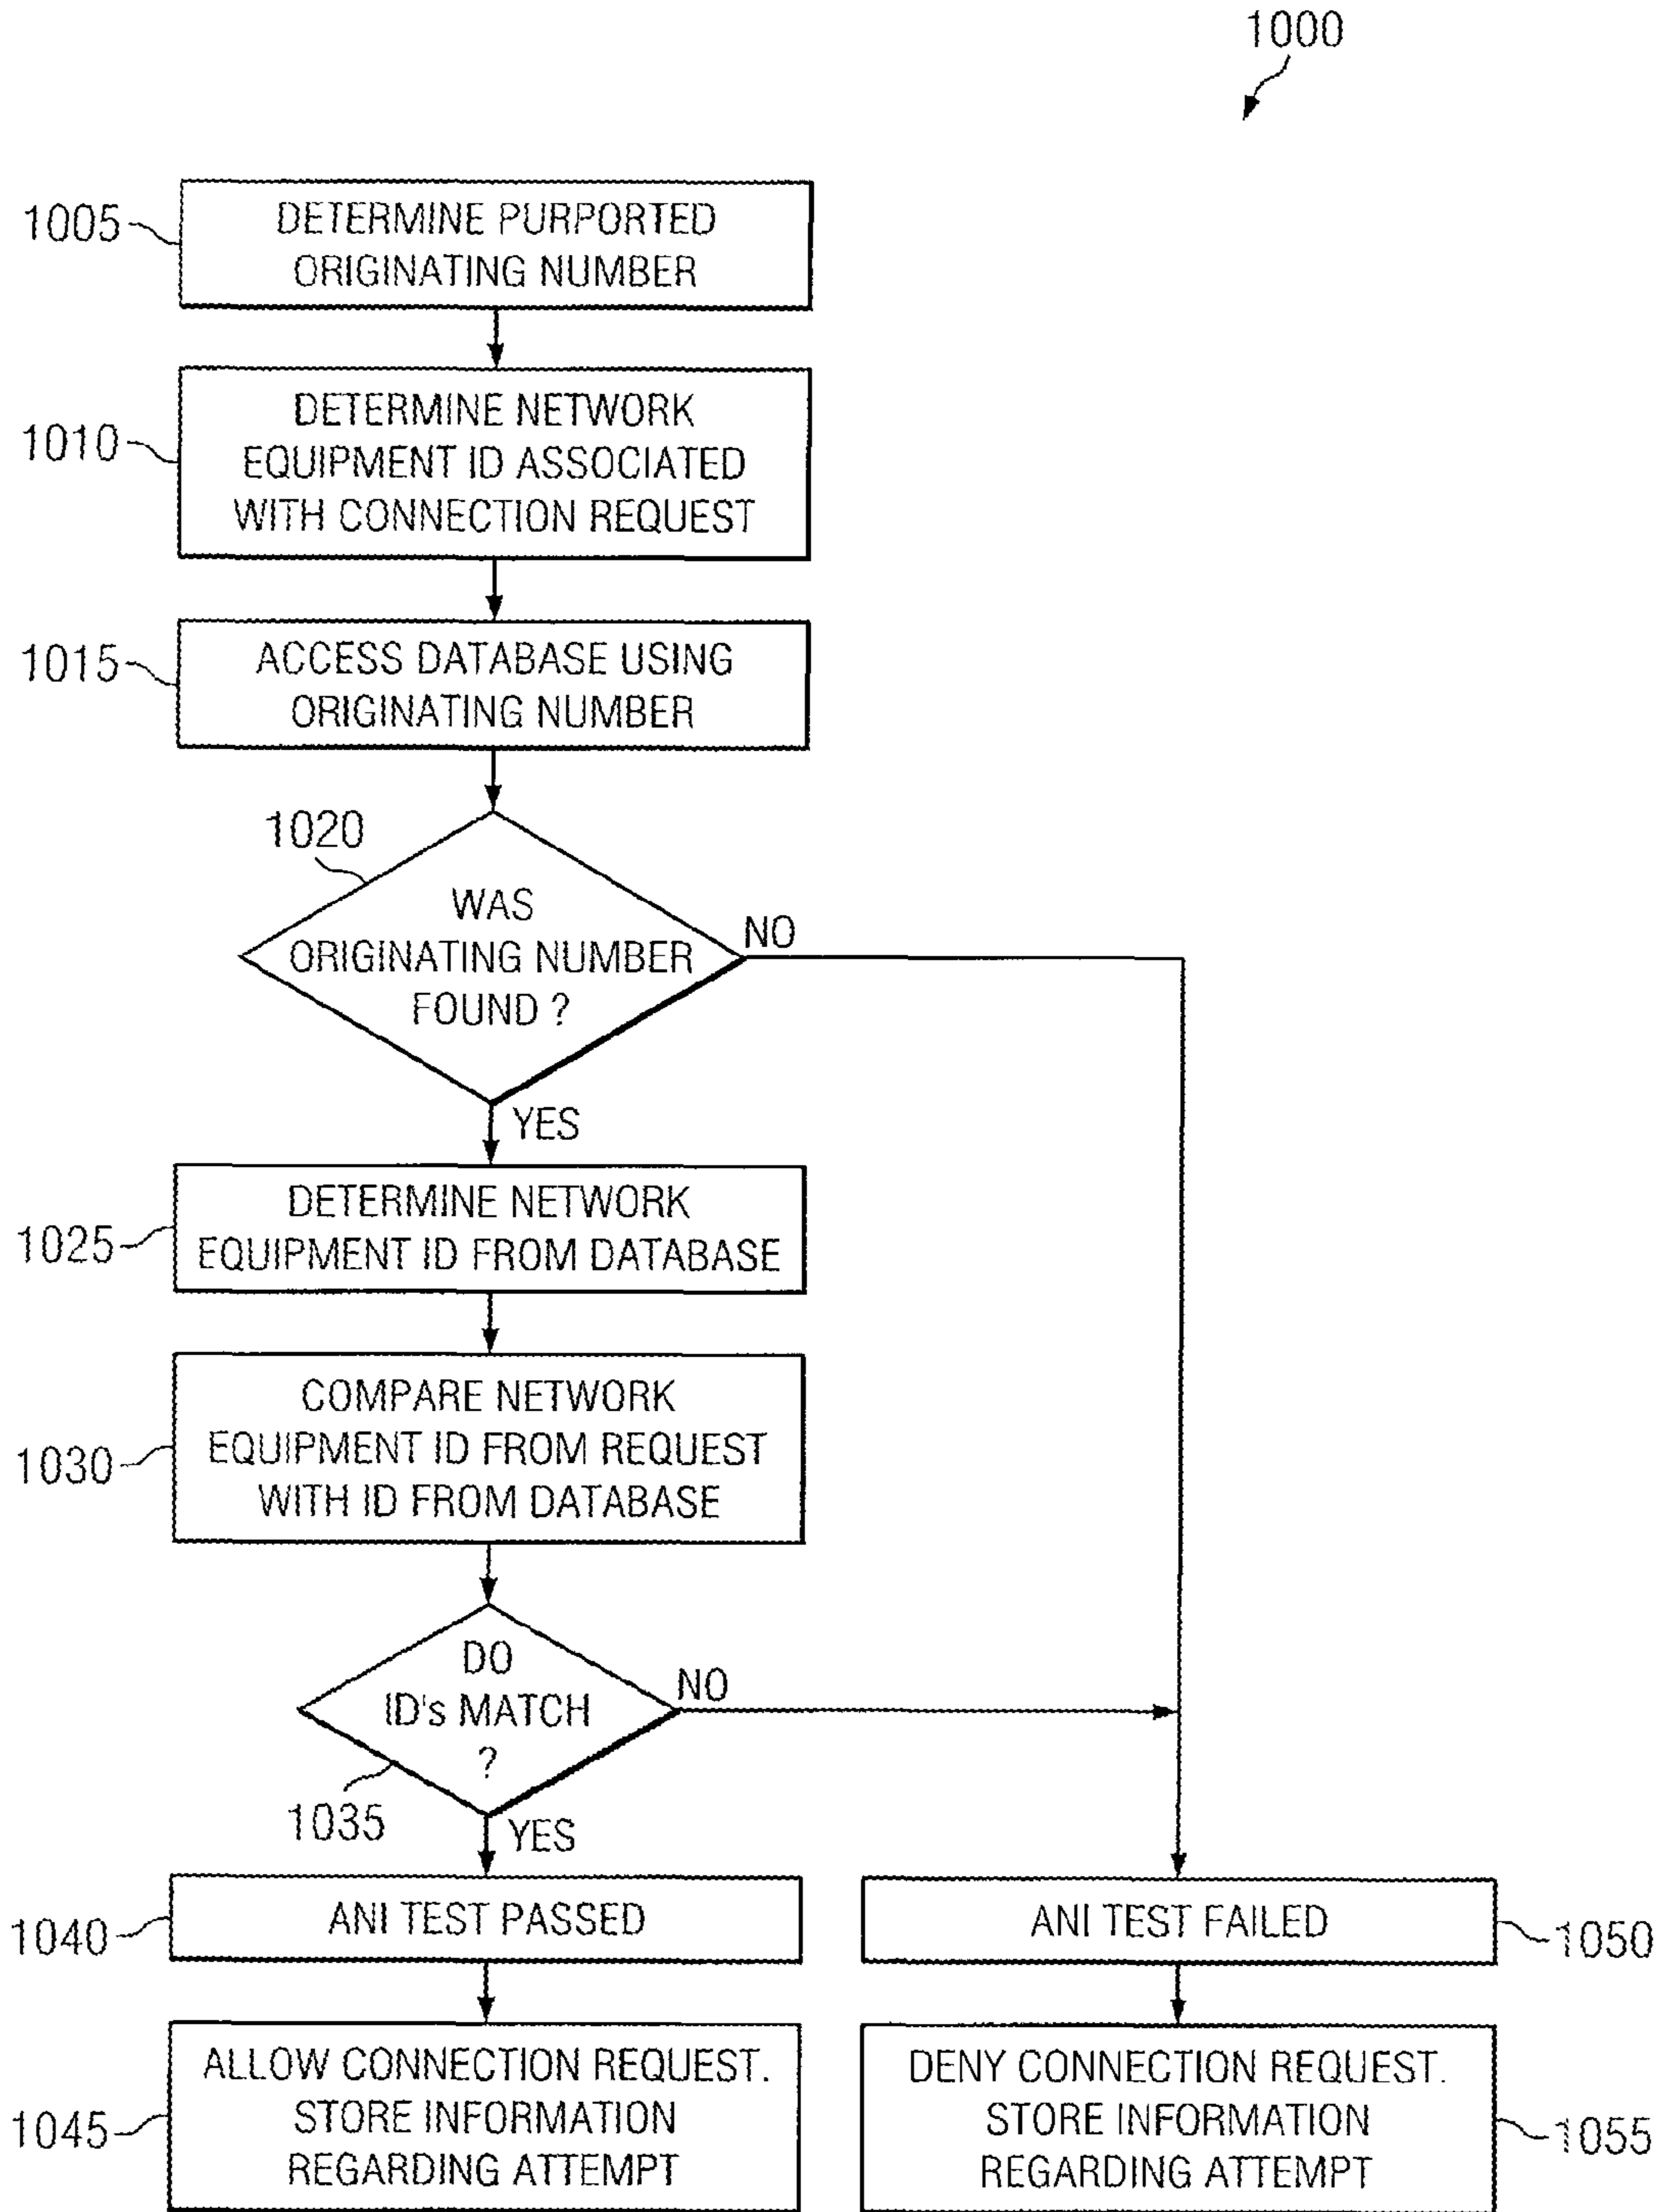 1000
1005
DETERMINE PURPORTED
ORIGINATING NUMBER
1010
DETERMINE NETWORK
EQUIPMENT ID ASSOCIATED
WITH CONNECTION REQUEST
1015
ACCESS DATABASE USING
ORIGINATING NUMBER
1020
WAS
ORIGINATING NUMBER
FOUND ?
NO
YES
1025
DETERMINE NETWORK
EQUIPMENT ID FROM DATABASE
1030
COMPARE NETWORK
EQUIPMENT ID FROM REQUEST
WITH ID FROM DATABASE
DO
ID's MATCH
?
NO
1035
YES
1040
ANI TEST PASSED
ANI TEST FAILED
1050
1045
ALLOW CONNECTION REQUEST.
STORE INFORMATION
REGARDING ATTEMPT
DENY CONNECTION REQUEST.
STORE INFORMATION
REGARDING ATTEMPT
1055